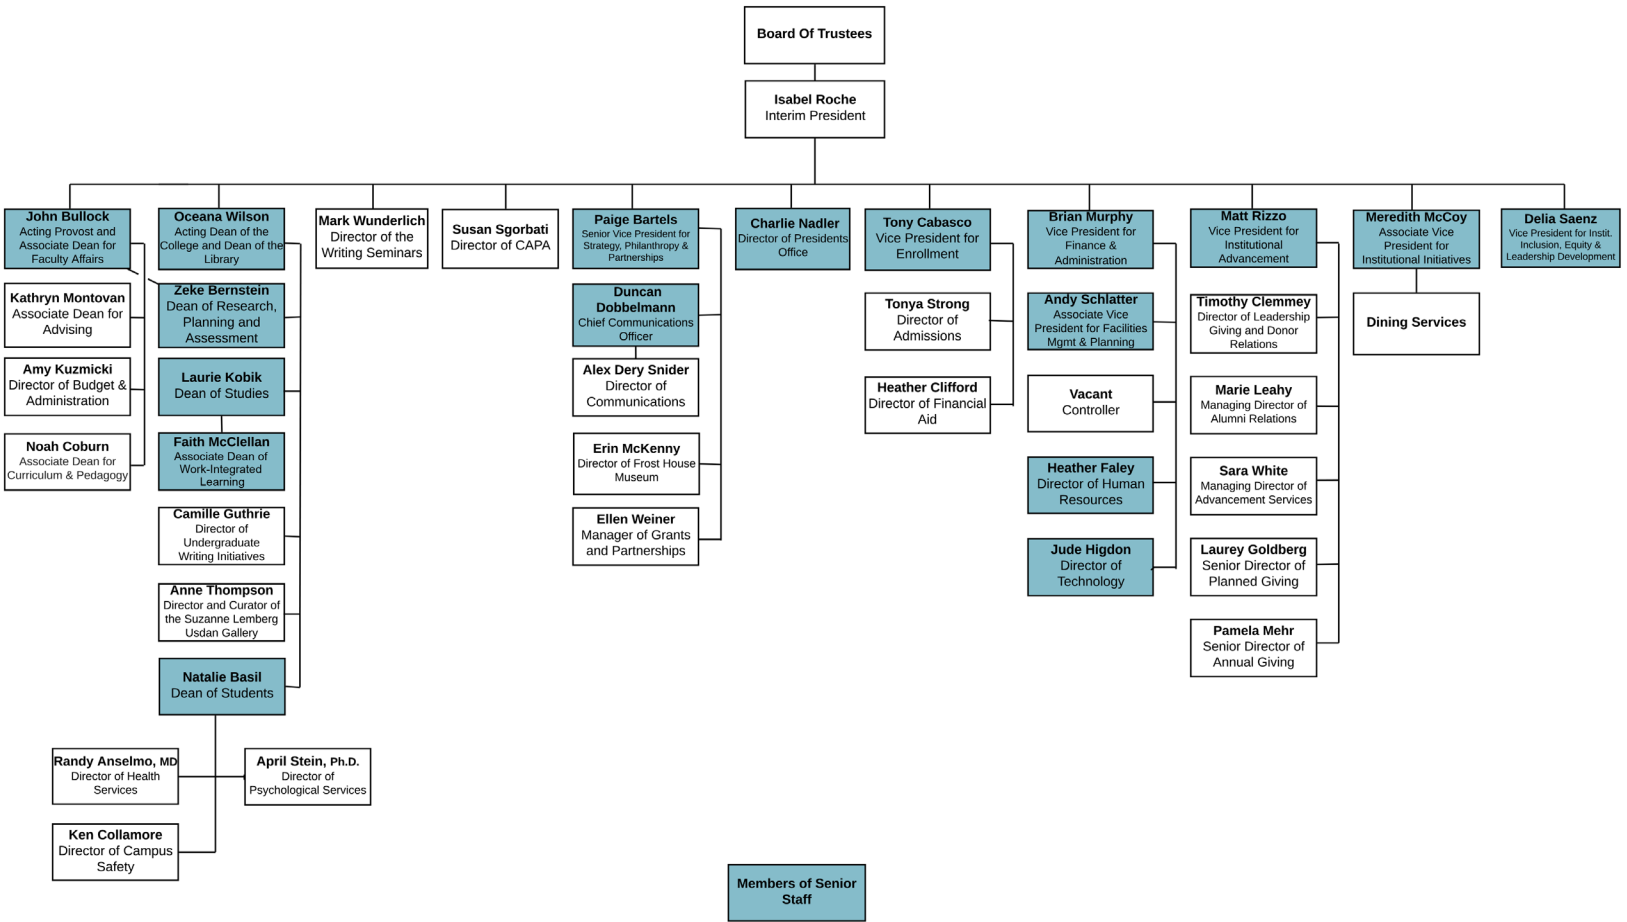 Board Of Trustees
Isabel Roche
Interim President
John Bullock
Acting Provost and
Associate Dean for
Faculty Affairs
Kathryn Montovan
Associate Dean for
Advising
Amy Kuzmicki
Director of Budget &
Administration
Noah Coburn
Associate Dean for
Curriculum & Pedagogy
Oceana Wilson
Acting Dean of the
College and Dean of the
Library
Zeke Bernstein
Dean of Research,
Planning and
Assessment
Laurie Kobik
Dean of Studies
Faith McClellan
Associate Dean of
Work-Integrated
Learning
Camille Guthrie
Director of
Undergraduate
Writing Initiatives
Anne Thompson
Director and Curator of
the Suzanne Lemberg
Usdan Gallery
Natalie Basil
Dean of Students
Randy Anselmo, MD
Director of Health
Services
April Stein, Ph.D.
Director of
Psychological Services
Ken Collamore
Director of Campus
Safety
Mark Wunderlich
Director of the
Writing Seminars
Susan Sgorbati
Director of CAPA
Paige Bartels
Senior Vice President for
Strategy, Philanthropy &
Partnerships
Duncan
Dobbelmann
Chief Communications
Officer
Alex Dery Snider
Director of
Communications
Erin McKenny
Director of Frost House
Museum
Ellen Weiner
Manager of Grants
and Partnerships
Charlie Nadler
Director of Presidents
Office
Tony Cabasco
Vice President for
Enrollment
Tonya Strong
Director of
Admissions
Heather Clifford
Director of Financial
Aid
Brian Murphy
Vice President for
Finance &
Administration
Andy Schlatter
Associate Vice
President for Facilities
Mgmt & Planning
Vacant
Controller
Heather Faley
Director of Human
Resources
Jude Higdon
Director of
Technology
Matt Rizzo
Vice President for
Institutional
Advancement
Timothy Clemmey
Director of Leadership
Giving and Donor
Relations
Marie Leahy
Managing Director of
Alumni Relations
Sara White
Managing Director of
Advancement Services
Laurey Goldberg
Senior Director of
Planned Giving
Pamela Mehr
Senior Director of
Annual Giving
Meredith McCoy
Associate Vice
President for
Institutional Initiatives
Dining Services
Delia Saenz
Vice President for Instit.
Inclusion, Equity &
Leadership Development
Members of Senior
Staff